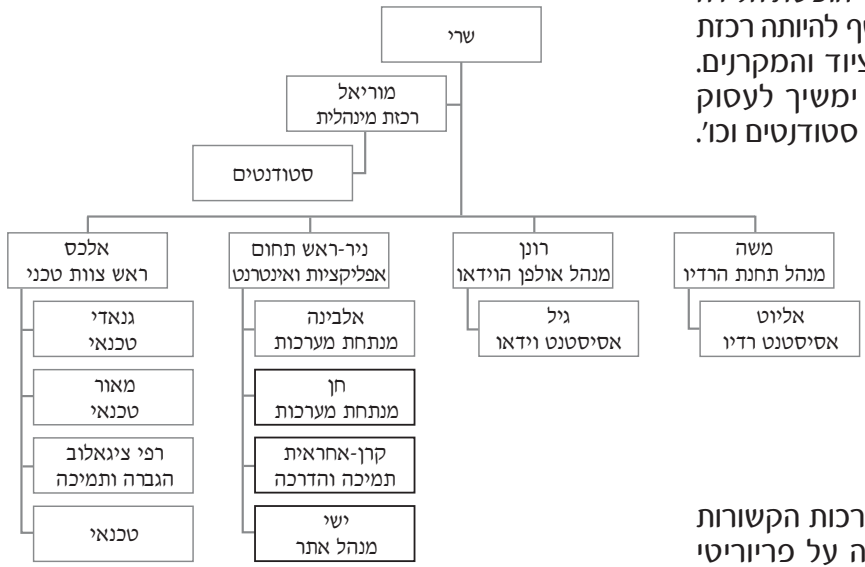 סף להיותה רכזת
ציוד והמקרנים.
ימשיך לעסוק
סטודנטים וכו'.
שרי
מוריאל
רכזת מינהלית
סטודנטים
משה
מנהל תחנת הרדיו
אליוט
אסיסטנט רדיו
רונן
מנהל אולפן הוידאו
גיל
אסיסטנט וידאו
ניר-ראש תחום
אפליקציות ואינטרנט
אלבינה
מנתחת מערכות
חן
מנתחת מערכות
קרן-אחראית
תמיכה והדרכה
ישי
מנהל אתר
אלכס
ראש צוות טכני
גנאדי
טכנאי
מאור
טכנאי
רפי ציגאלוב
הגברה ותמיכה
טכנאי
רכות הקשורות
ה על פריוריטי